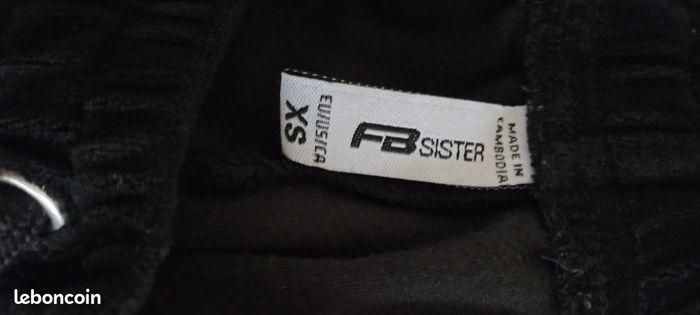 EU/US/CA
XS
FB SISTER
MADE IN
CAMBODIA
leboncoin